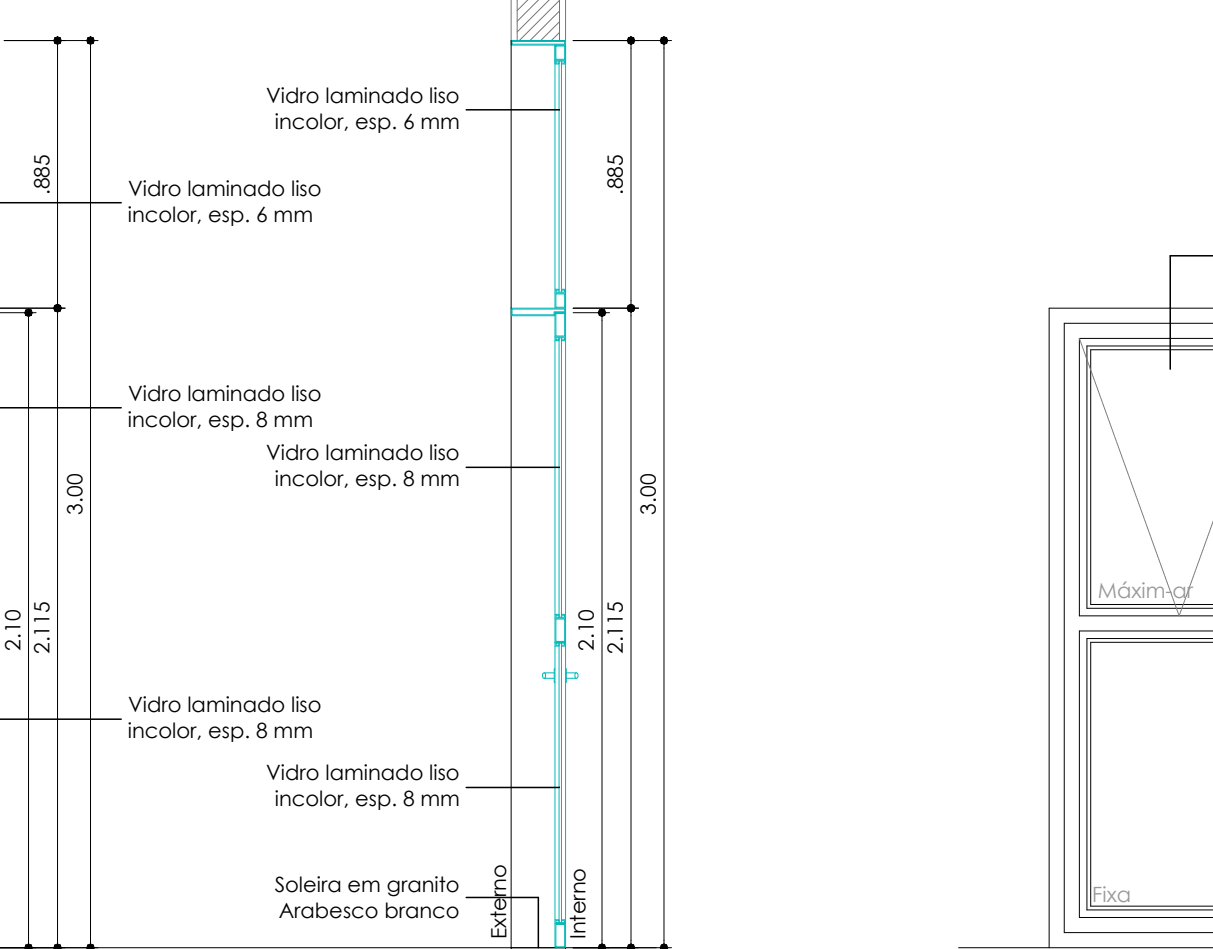 Vidro laminado liso
incolor, esp. 6 mm
.885
Vidro laminado liso
incolor, esp. 6 mm
.885
Vidro laminado liso
incolor, esp. 8 mm
Vidro laminado liso
incolor, esp. 8 mm
3.00
3.00
Máxim-ar
2.10
2.115
2.10
2.115
Vidro laminado liso
incolor, esp. 8 mm
Vidro laminado liso
incolor, esp. 8 mm
Soleira em granito
Arabesco branco
Externo
Interno
Fixa